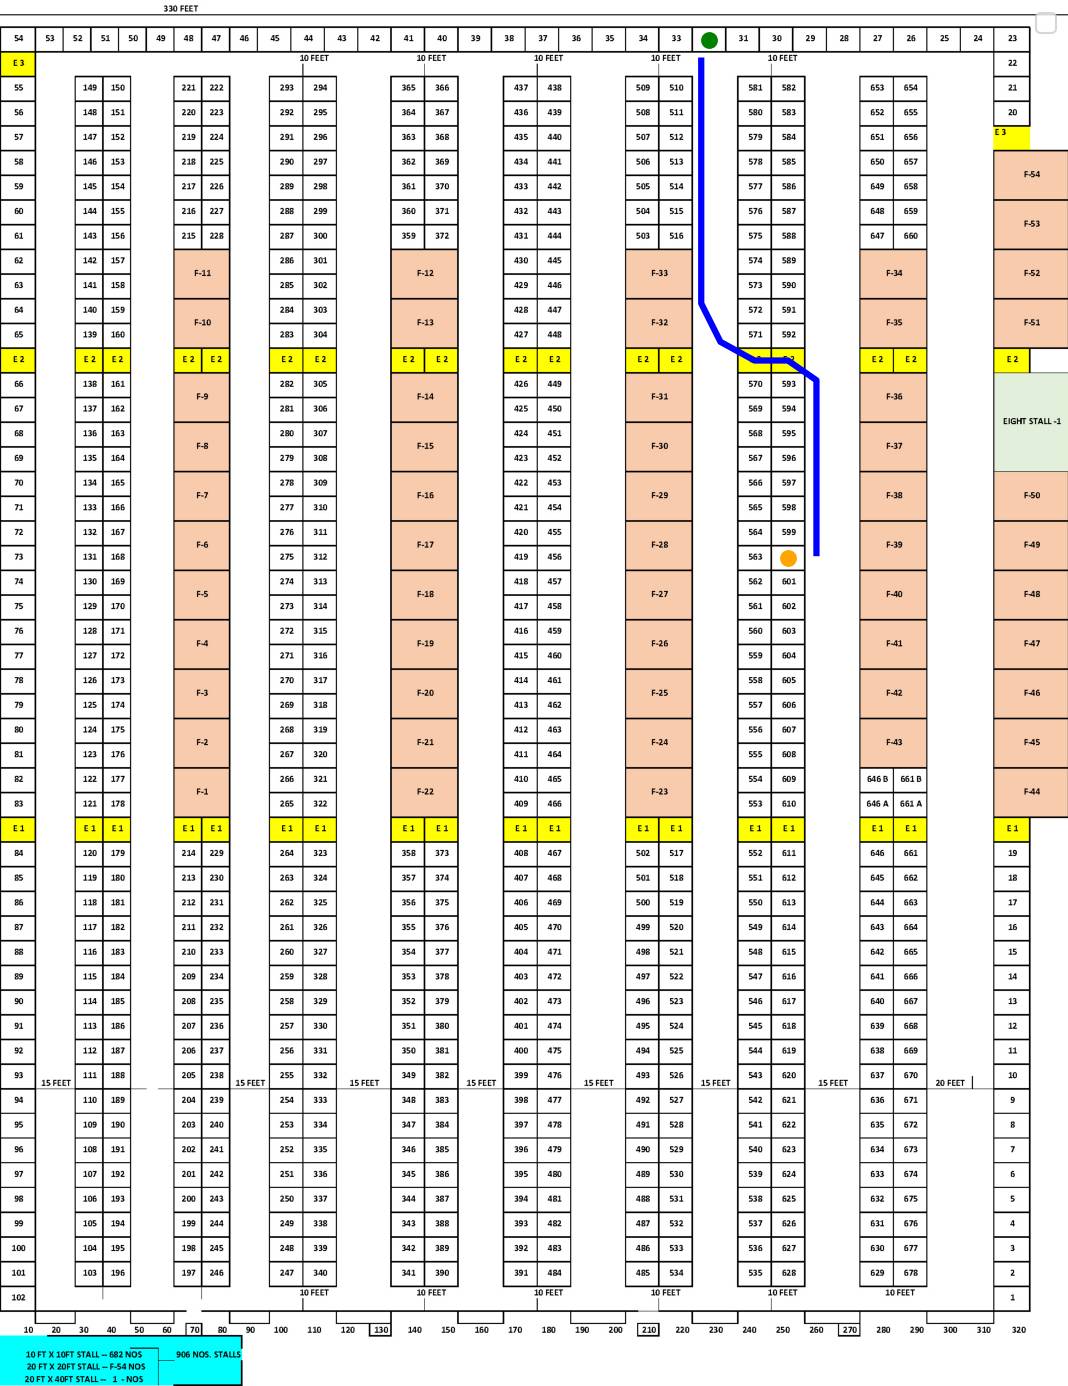 330 FEET
54 53 52 51 50 49 48 47 46 45 44 43 42 41 40 39 38 37 36 35 34 33 31 30 29 28 27 26 25 24 23
E 3 10 FEET 10 FEET 10 FEET 10 FEET 10 FEET 22
55 149 150 221 222 293 294 365 366 437 438 509 510 581 582 653 654 21
56 148 151 220 223 292 295 364 367 436 439 508 511 580 583 652 655 20
57 147 152 219 224 291 296 363 368 435 440 507 512 579 584 651 656 E 3
58 146 153 218 225 290 297 362 369 434 441 506 513 578 585 650 657
F-54
59 145 154 217 226 289 298 361 370 433 442 505 514 577 586 649 658
60 144 155 216 227 288 299 360 371 432 443 504 515 576 587 648 659
F-53
61 143 156 215 228 287 300 359 372 431 444 503 516 575 588 647 660
62 142 157 286 301 430 445 574 589
F-11 F-12 F-33 F-34 F-52
63 141 158 285 302 429 446 573 590
64 140 159 284 303 428 447 572 591
F-10 F-13 F-32 F-35 F-51
65 139 160 283 304 427 448 571 592
E 2 E 2 E 2 E 2 E 2 E 2 E 2 E 2 E 2 E 2 E 2 E 2 E 2 E 2 E 2 E 2
66 138 161 282 305 426 449 570 593
F-9 F-14 F-31 F-36
67 137 162 281 306 425 450 569 594
EIGHT STALL -1
68 136 163 280 307 424 451 568 595
F-8 F-15 F-30 F-37
69 135 164 279 308 423 452 567 596
70 134 165 278 309 422 453 566 597
F-7 F-16 F-29 F-38 F-50
71 133 166 277 310 421 454 565 598
72 132 167 276 311 420 455 564 599
F-6 F-17 F-28 F-39 F-49
73 131 168 275 312 419 456 563
74 130 169 274 313 418 457 562 601
F-5 F-18 F-27 F-40 F-48
75 129 170 273 314 417 458 561 602
76 128 171 272 315 416 459 560 603
F-4 F-19 F-26 F-41 F-47
77 127 172 271 316 415 460 559 604
78 126 173 270 317 414 461 558 605
F-3 F-20 F-25 F-42 F-46
79 125 174 269 318 413 462 557 606
80 124 175 268 319 412 463 556 607
F-2 F-21 F-24 F-43 F-45
81 123 176 267 320 411 464 555 608
82 122 177 266 321 410 465 554 609 646 B 661 B
F-1 F-22 F-23 F-44
83 121 178 265 322 409 466 553 610 646 A 661 A
E 1 E 1 E 1 E 1 E 1 E 1 E 1 E 1 E 1 E 1 E 1 E 1 E 1 E 1 E 1 E 1 E 1
84 120 179 214 229 264 323 358 373 408 467 502 517 552 611 646 661 19
85 119 180 213 230 263 324 357 374 407 468 501 518 551 612 645 662 18
86 118 181 212 231 262 325 356 375 406 469 500 519 550 613 644 663 17
87 117 182 211 232 261 326 355 376 405 470 499 520 549 614 643 664 16
88 116 183 210 233 260 327 354 377 404 471 498 521 548 615 642 665 15
89 115 184 209 234 259 328 353 378 403 472 497 522 547 616 641 666 14
90 114 185 208 235 258 329 352 379 402 473 496 523 546 617 640 667 13
91 113 186 207 236 257 330 351 380 401 474 495 524 545 618 639 668 12
92 112 187 206 237 256 331 350 381 400 475 494 525 544 619 638 669 11
93 111 188 205 238 255 332 349 382 399 476 493 526 543 620 637 670 10
15 FEET 15 FEET 15 FEET 15 FEET 15 FEET 15 FEET 15 FEET 20 FEET
94 110 189 204 239 254 333 348 383 398 477 492 527 542 621 636 671 9
95 109 190 203 240 253 334 347 384 397 478 491 528 541 622 635 672 8
96 108 191 202 241 252 335 346 385 396 479 490 529 540 623 634 673 7
97 107 192 201 242 251 336 345 386 395 480 489 530 539 624 633 674 6
98 106 193 200 243 250 337 344 387 394 481 488 531 538 625 632 675 5
99 105 194 199 244 249 338 343 388 393 482 487 532 537 626 631 676 4
100 104 195 198 245 248 339 342 389 392 483 486 533 536 627 630 677 3
101 103 196 197 246 247 340 341 390 391 484 485 534 535 628 629 678 2
102 10 FEET 10 FEET 10 FEET 10 FEET 10 FEET 10 FEET 1
10 20 30 40 50 60 70 80 90 100 110 120 130 140 150 160 170 180 190 200 210 220 230 240 250 260 270 280 290 300 310 320
10 FT X 10FT STALL -- 682 NOS 906 NOS. STALLS
20 FT X 20FT STALL -- F-54 NOS
20 FT X 40FT STALL -- 1 - NOS